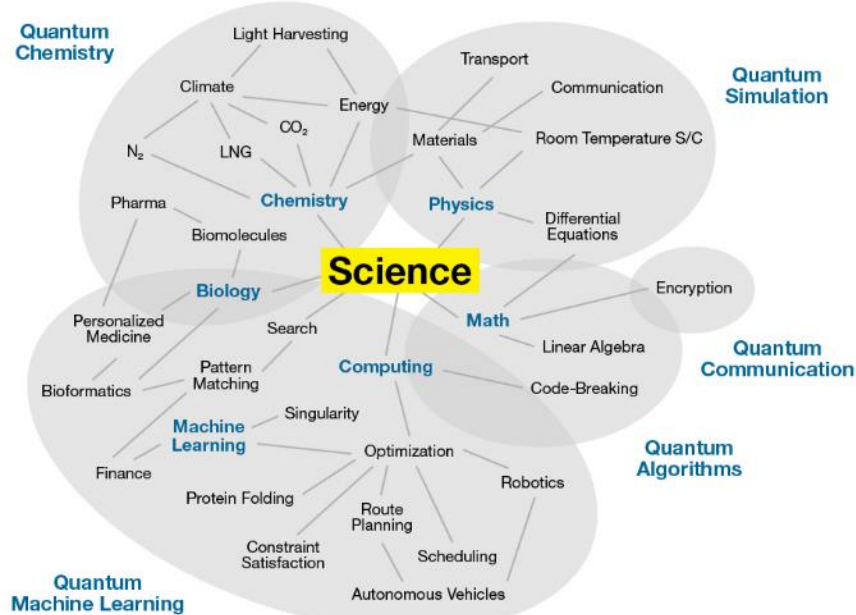 Quantum
Chemistry
Light Harvesting
Transport
Quantum
Simulation
Climate
Communication
Energy
CO₂
Materials
Room Temperature S/C
N₂
LNG
Chemistry
Physics
Pharma
Differential
Equations
Biomolecules
Science
Biology
Encryption
Personalized
Medicine
Search
Math
Linear Algebra
Quantum
Communication
Pattern
Matching
Computing
Bioformatics
Code-Breaking
Singularity
Machine
Learning
Optimization
Quantum
Algorithms
Finance
Robotics
Protein Folding
Route
Planning
Constraint
Satisfaction
Scheduling
Autonomous Vehicles
Quantum
Machine Learning